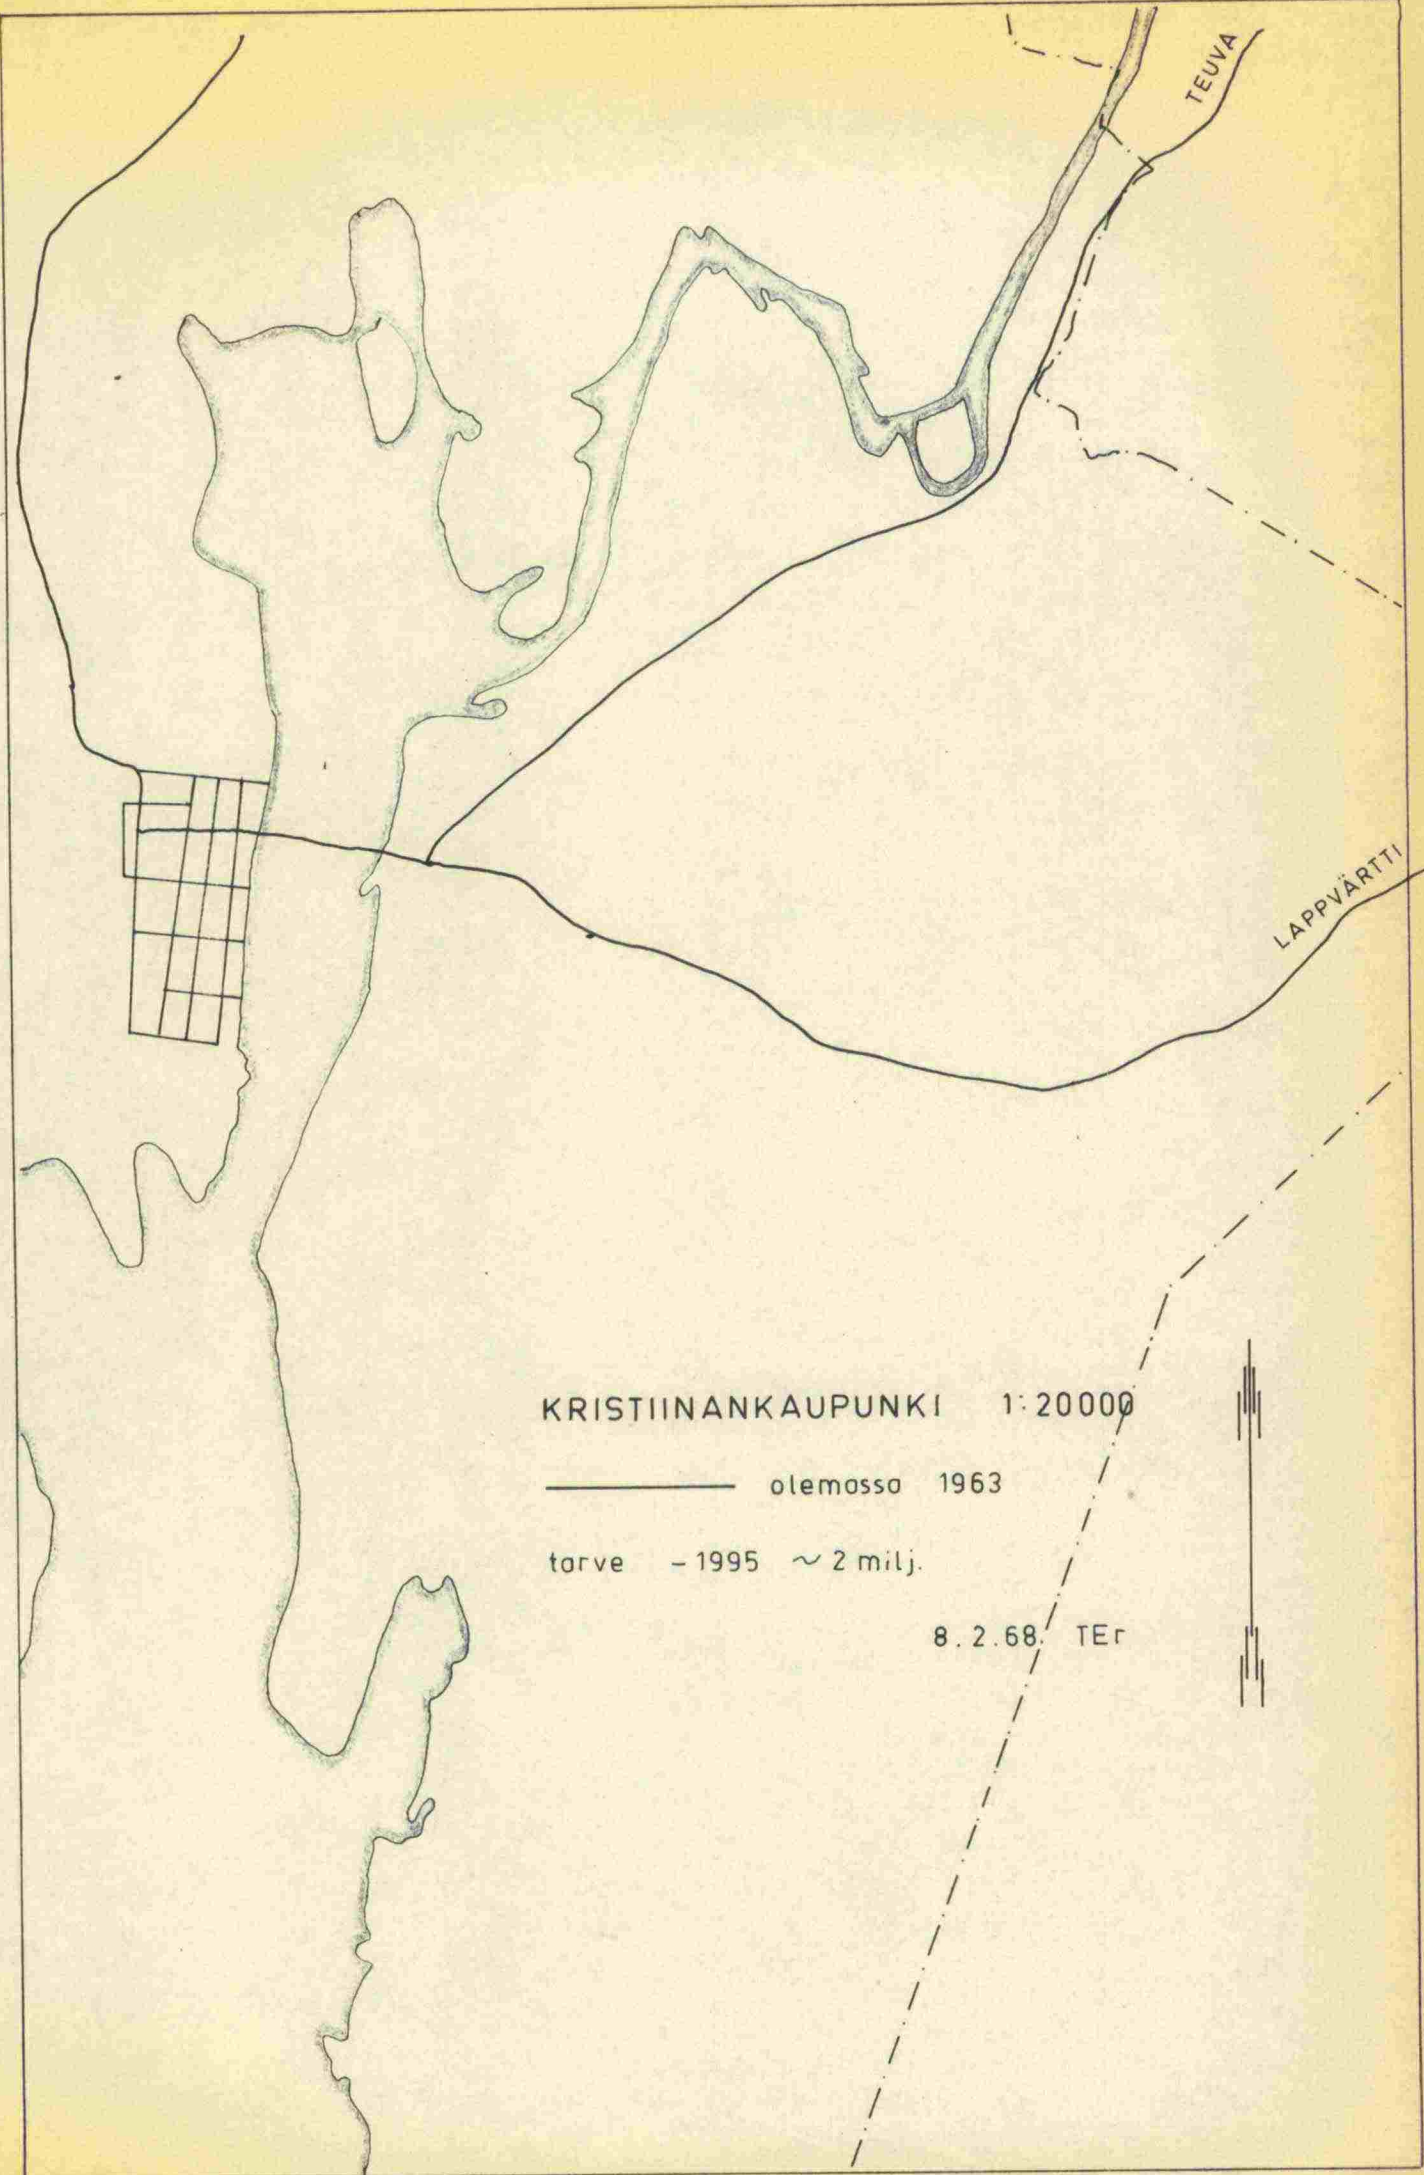 TEUVA
LAPPVÄRTTI
KRISTIINANKAUPUNKI 1:20000
olemassa 1963
tarve -1995 ~ 2 milj.
8.2.68. TEr